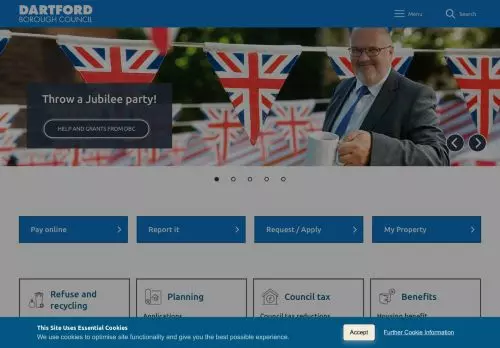 DARTFORD
BOROUGH COUNCIL
Menu
Search
Throw a Jubilee party!
HELP AND GRANTS FROM DBC
Pay online
Report it
Request / Apply
My Property
Refuse and
recycling
Planning
Applications
Council tax
Council tax reductions
Benefits
Housing benefit
This Site Uses Essential Cookies
We use cookies to optimise site functionality and give you the best possible experience.
Accept
Further Cookie Information